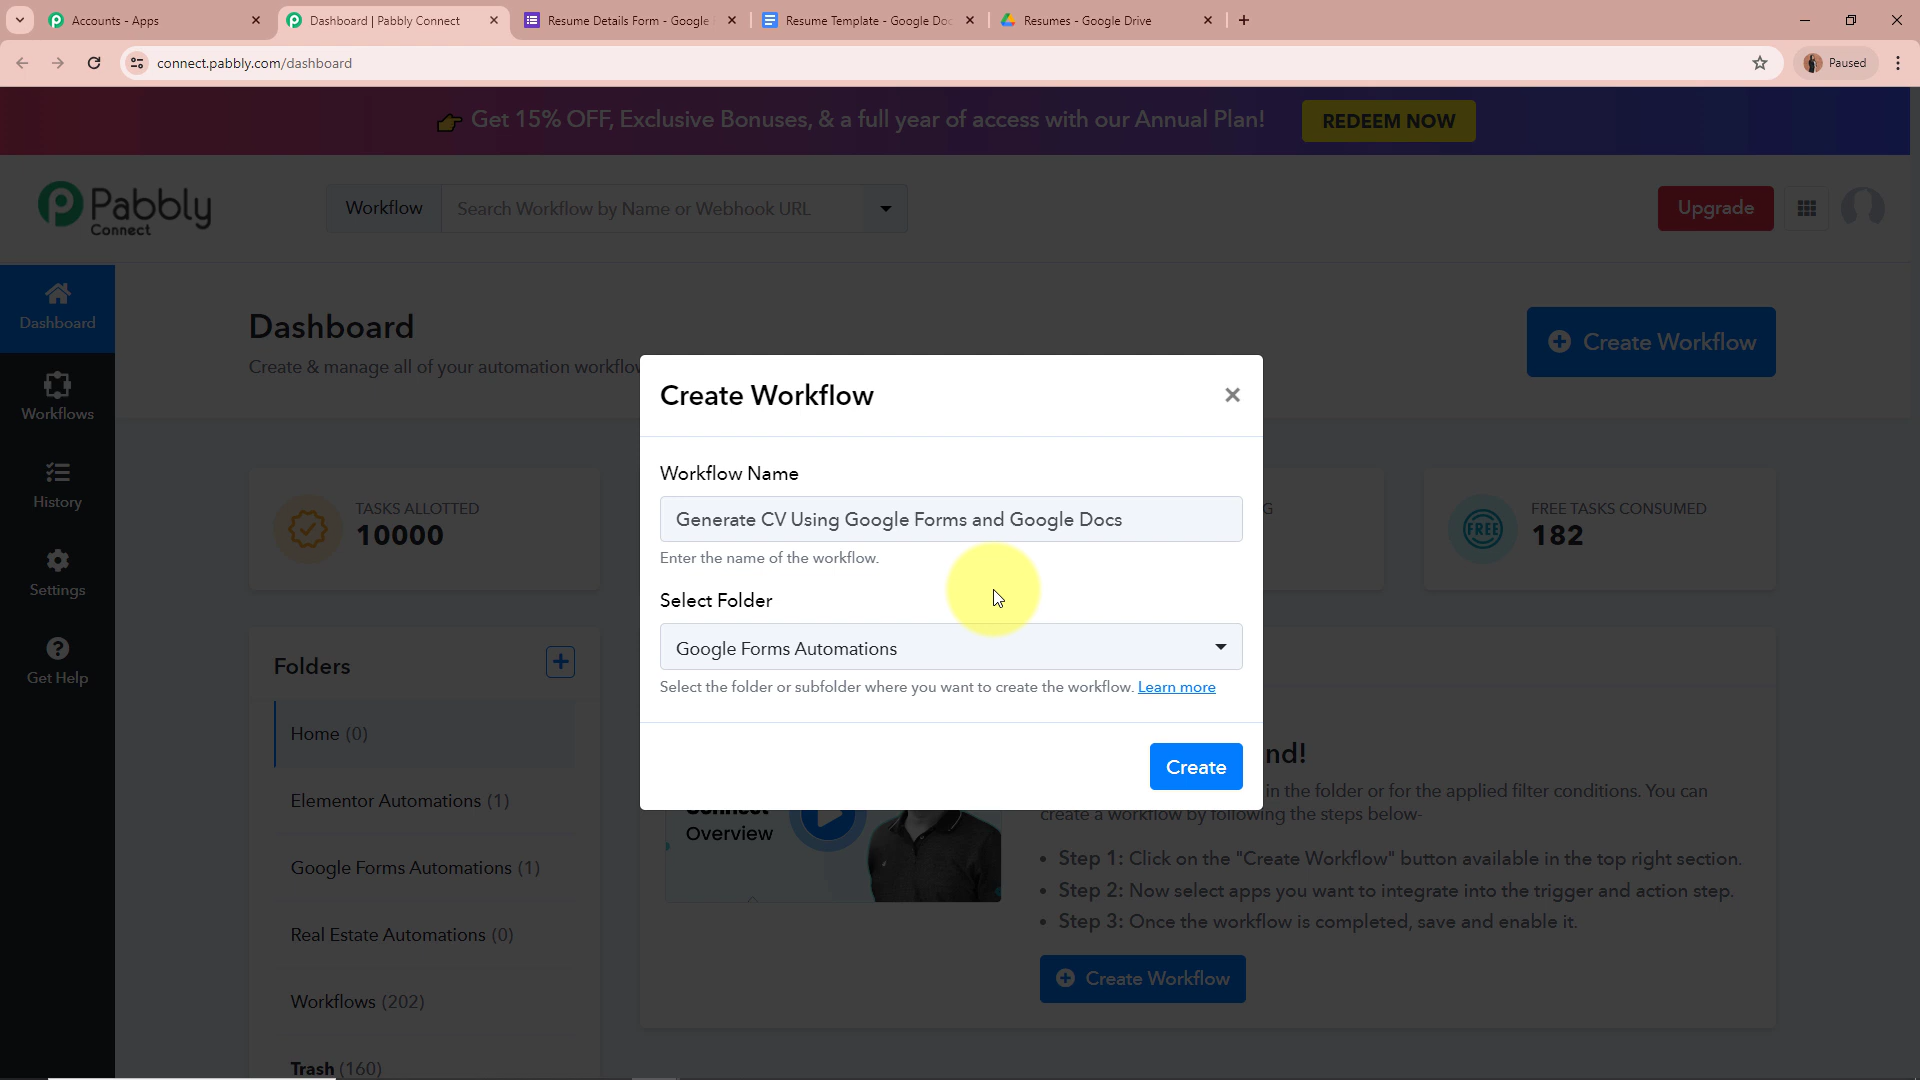 Accounts - Apps
Dashboard | Pabbly Connect
Resume Details Form - Google
Resume Template - Google Doc
Resumes - Google Drive
connect.pabbly.com/dashboard
Paused
Get 15% OFF, Exclusive Bonuses, & a full year of access with our Annual Plan!
REDEEM NOW
Pabbly
Connect
Workflow
Search Workflow by Name or Webhook URL
Upgrade
Dashboard
Workflows
History
Settings
Get Help
Dashboard
Create & manage all of your automation workflow
Create Workflow
TASKS ALLOTTED
10000
G
FREE
FREE TASKS CONSUMED
182
Create Workflow
Workflow Name
Generate CV Using Google Forms and Google Docs
Enter the name of the workflow.
Select Folder
Google Forms Automations
Select the folder or subfolder where you want to create the workflow. Learn more
Create
Folders
Home (0)
Elementor Automations (1)
Google Forms Automations (1)
Real Estate Automations (0)
Workflows (202)
Trash (160)
Connect
Overview
nd!
in the folder or for the applied filter conditions. You can
create a workflow by following the steps below-
Step 1: Click on the "Create Workflow" button available in the top right section.
Step 2: Now select apps you want to integrate into the trigger and action step.
Step 3: Once the workflow is completed, save and enable it.
Create Workflow